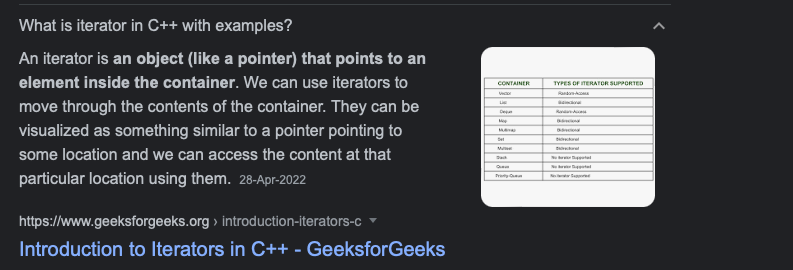 What is iterator in C++ with examples?
An iterator is an object (like a pointer) that points to an
element inside the container. We can use iterators to
move through the contents of the container. They can be
visualized as something similar to a pointer pointing to
some location and we can access the content at that
particular location using them. 28-Apr-2022
CONTAINER TYPES OF ITERATOR SUPPORTED
Vector Random-Access
List Bidirectional
Deque Random-Access
Map Bidirectional
Multimap Bidirectional
Set Bidirectional
Multiset Bidirectional
Stack No iterator Supported
Queue No iterator Supported
Priority-Queue No iterator Supported
https://www.geeksforgeeks.org › introduction-iterators-c
Introduction to Iterators in C++ - GeeksforGeeks